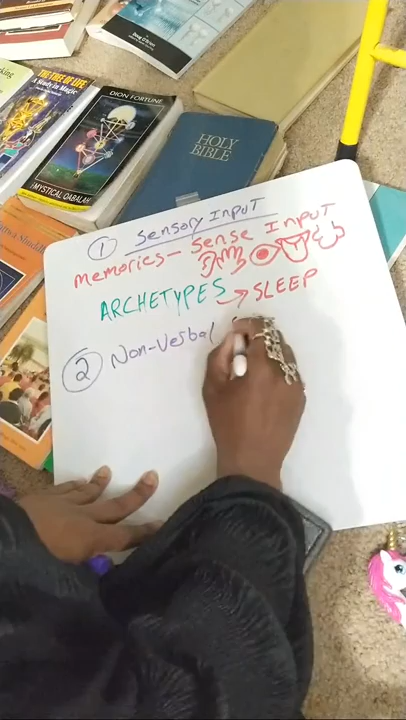 THE TREE OF LIFE
A Study in Magic
DION FORTUNE
MYSTICAL QABALAH
HOLY
BIBLE
① Sensory InpuT
Memories - Sense InpuT
ARCHETYPES → SLEEP
② Non-Verbal